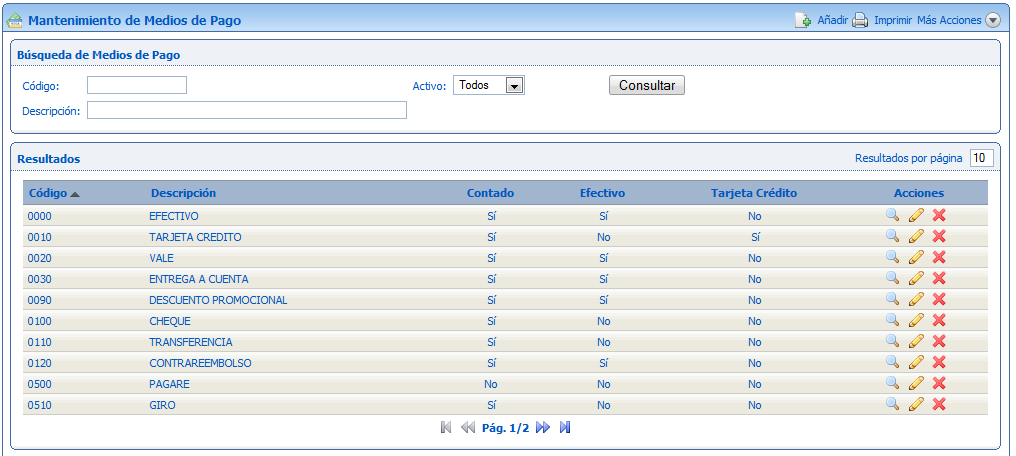 Mantenimiento de Medios de Pago Añadir Imprimir Más Acciones
Búsqueda de Medios de Pago
Código: Activo: Todos Consultar
Descripción:
Resultados Resultados por página 10
Código Descripción Contado Efectivo Tarjeta Crédito Acciones
0000 EFECTIVO Sí Sí No
0010 TARJETA CREDITO Sí No Sí
0020 VALE Sí Sí No
0030 ENTREGA A CUENTA Sí Sí No
0090 DESCUENTO PROMOCIONAL Sí Sí No
0100 CHEQUE Sí No No
0110 TRANSFERENCIA Sí No No
0120 CONTRAREEMBOLSO Sí Sí No
0500 PAGARE No No No
0510 GIRO Sí No No
Pág. 1/2